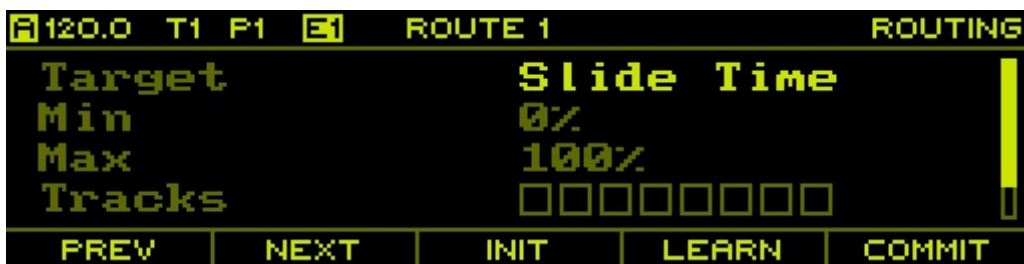 A 120.0 T1 P1 E1 ROUTE 1 ROUTING
Target Slide Time
Min 0%
Max 100%
Tracks
PREV NEXT INIT LEARN COMMIT